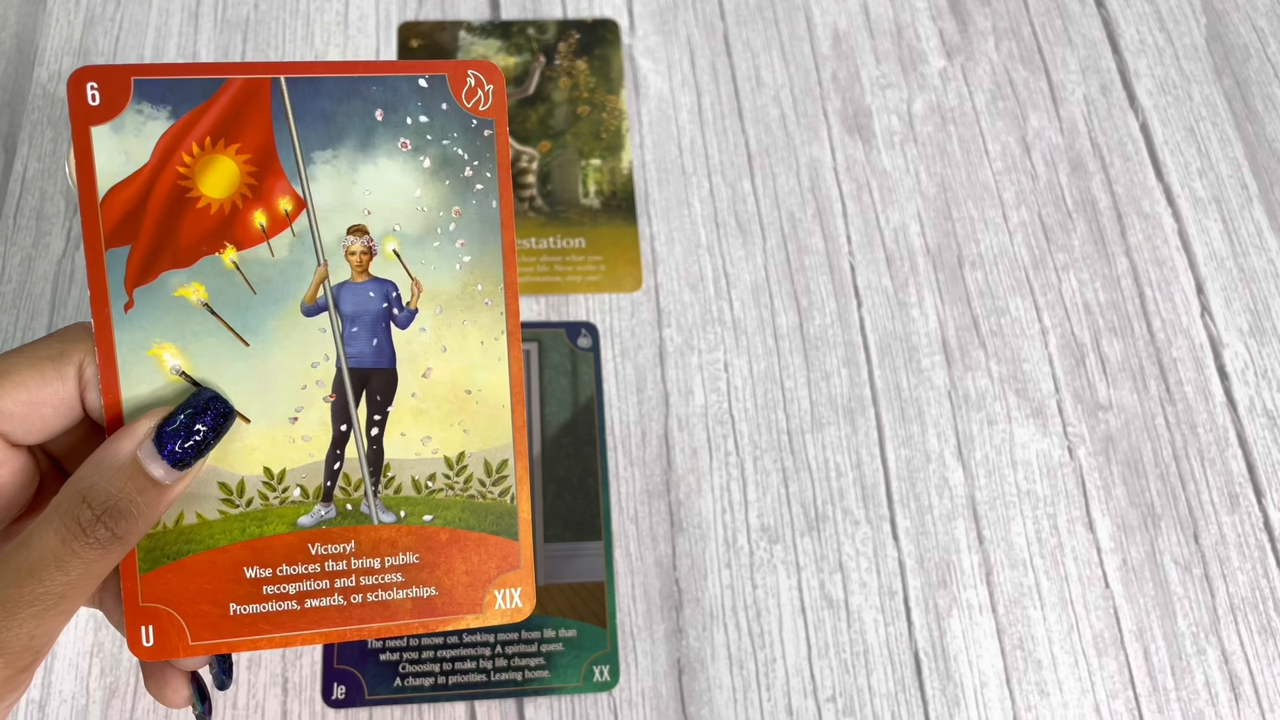 6
Victory!
Wise choices that bring public
recognition and success.
Promotions, awards, or scholarships.
U
XIX
estation
The need to move on. Seeking more from life than
what you are experiencing. A spiritual quest.
Choosing to make big life changes.
A change in priorities. Leaving home.
Je
XX